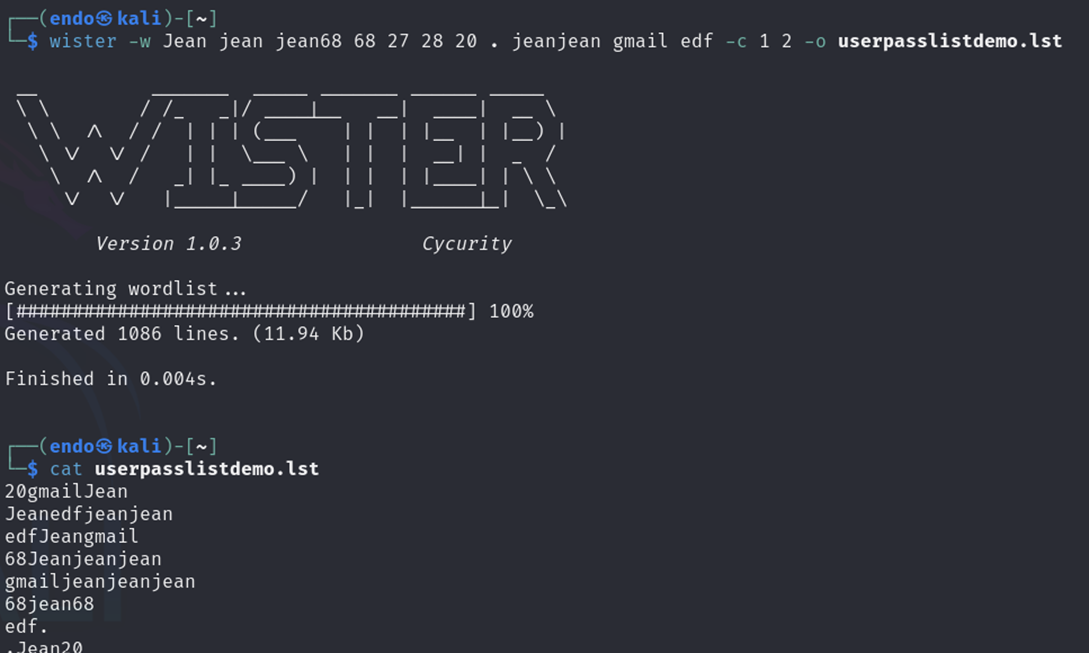 ┌──(endo㉿kali)-[~]
└─$ wister -w Jean jean jean68 68 27 28 20 . jeanjean gmail edf -c 1 2 -o userpasslistdemo.lst
WISTER
Version 1.0.3 Cycurity
Generating wordlist...
[########################################] 100%
Generated 1086 lines. (11.94 Kb)
Finished in 0.004s.
┌──(endo㉿kali)-[~]
└─$ cat userpasslistdemo.lst
20gmailJean
Jeanedfjeanjean
edfJeangmail
68Jeanjeanjean
gmailjeanjeanjean
68jean68
edf.
.Jean20